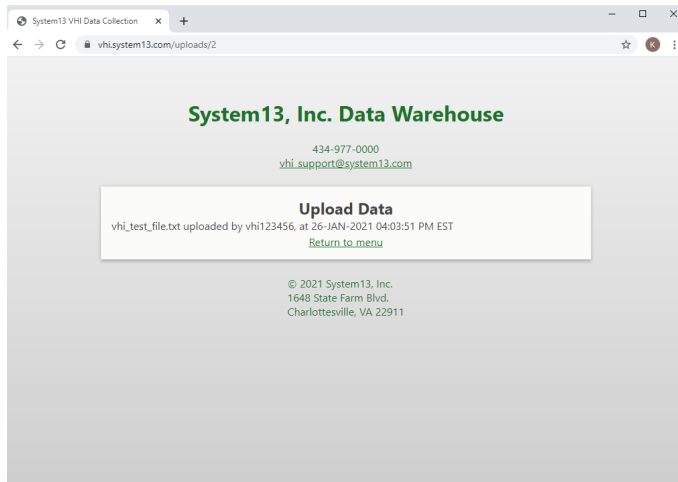 System13 VHI Data Collection
vhi.system13.com/uploads/2
K
System13, Inc. Data Warehouse
434-977-0000
vhi_support@system13.com
Upload Data
vhi_test_file.txt uploaded by vhi123456, at 26-JAN-2021 04:03:51 PM EST
Return to menu
© 2021 System13, Inc.
1648 State Farm Blvd.
Charlottesville, VA 22911